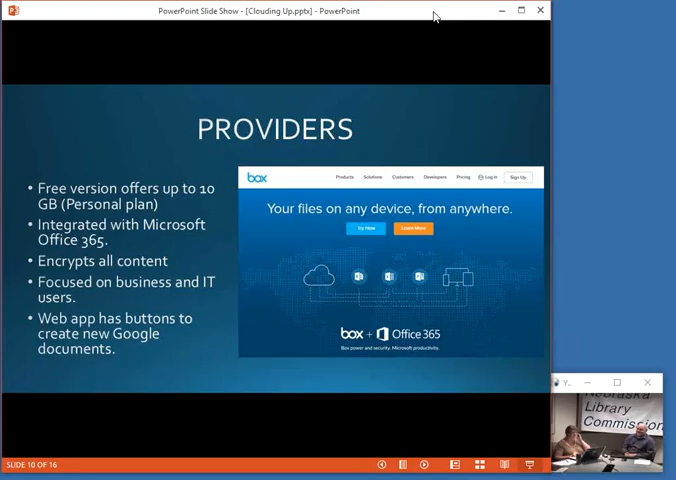 PowerPoint Slide Show - [Clouding Up.pptx] - PowerPoint
PROVIDERS
• Free version offers up to 10
GB (Personal plan)
• Integrated with Microsoft
Office 365.
• Encrypts all content
• Focused on business and IT
users.
• Web app has buttons to
create new Google
documents.
box
Products Solutions Customers Developers Pricing Log in Sign Up
Your files on any device, from anywhere.
Try Now Learn More
box + Office 365
Box power and security. Microsoft productivity.
Y..
Nebraska
Library
Commission
SLIDE 10 OF 16